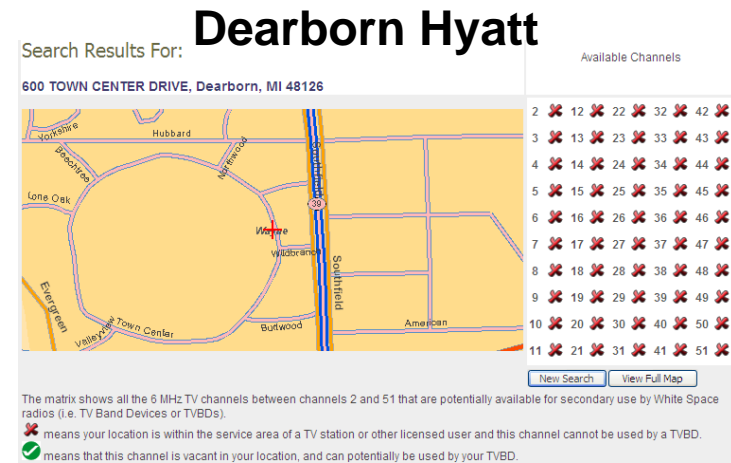 Dearborn Hyatt
Search Results For:
Available Channels
600 TOWN CENTER DRIVE, Dearborn, MI 48126
Yorkshire
Hubbard
Beechtree
Northwood
Lone Oak
39
Wayne
Wildbranch
Southfield
Evergreen
Valleyview
Town Center
Buttwood
American
2 12 22 32 42
3 13 23 33 43
4 14 24 34 44
5 15 25 35 45
6 16 26 36 46
7 17 27 37 47
8 18 28 38 48
9 19 29 39 49
10 20 30 40 50
11 21 31 41 51
New Search View Full Map
The matrix shows all the 6 MHz TV channels between channels 2 and 51 that are potentially available for secondary use by White Space
radios (i.e. TV Band Devices or TVBDs).
means your location is within the service area of a TV station or other licensed user and this channel cannot be used by a TVBD.
means that this channel is vacant in your location, and can potentially be used by your TVBD.